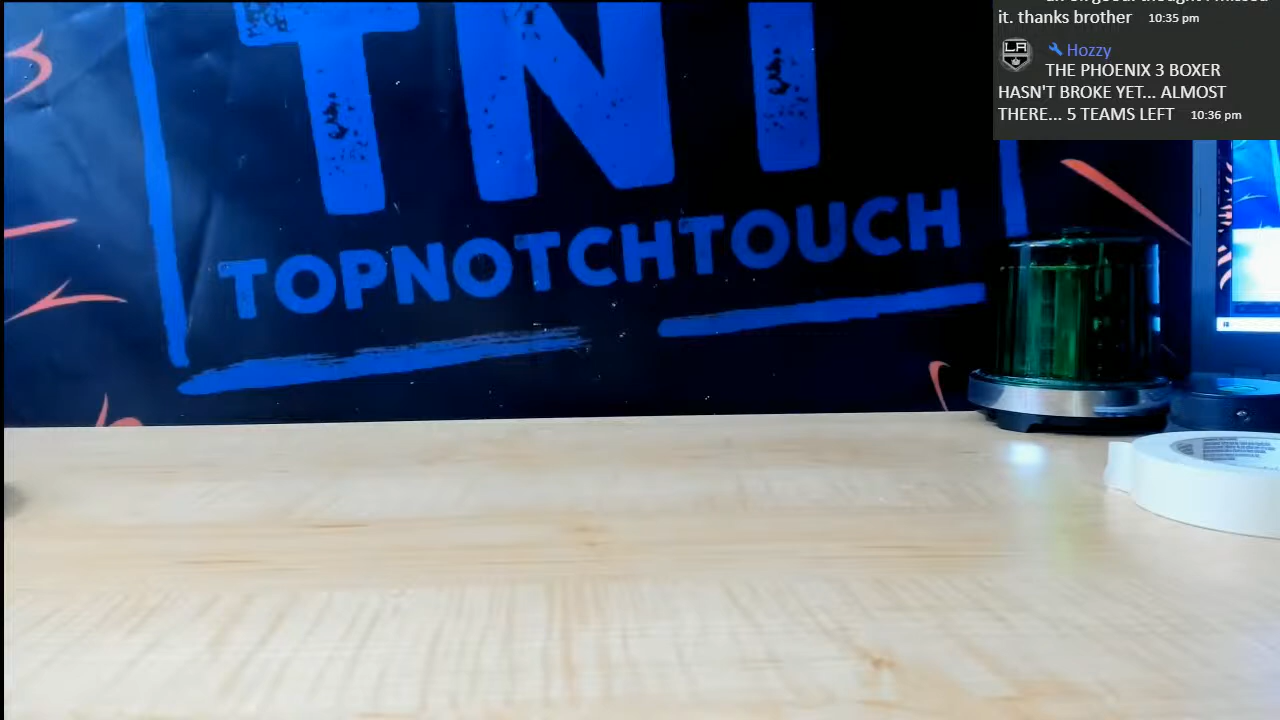 it. thanks brother 10:35 pm
LA
Hozzy
THE PHOENIX 3 BOXER
HASN'T BROKE YET... ALMOST
THERE... 5 TEAMS LEFT 10:36 pm
TNT
TOPNOTCHTOUCH